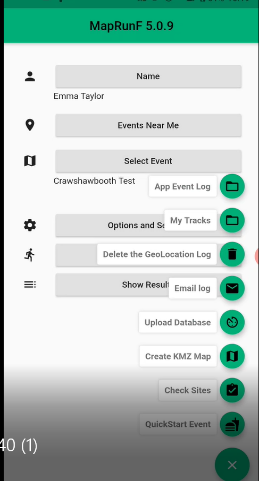 MapRunF 5.0.9
Name
Emma Taylor
Events Near Me
Select Event
Crawshawbooth Test
App Event Log
My Tracks
Options and Se
Delete the GeoLocation Log
Show Result
Email log
Upload Database
Create KMZ Map
Check Sites
QuickStart Event
40 (1)